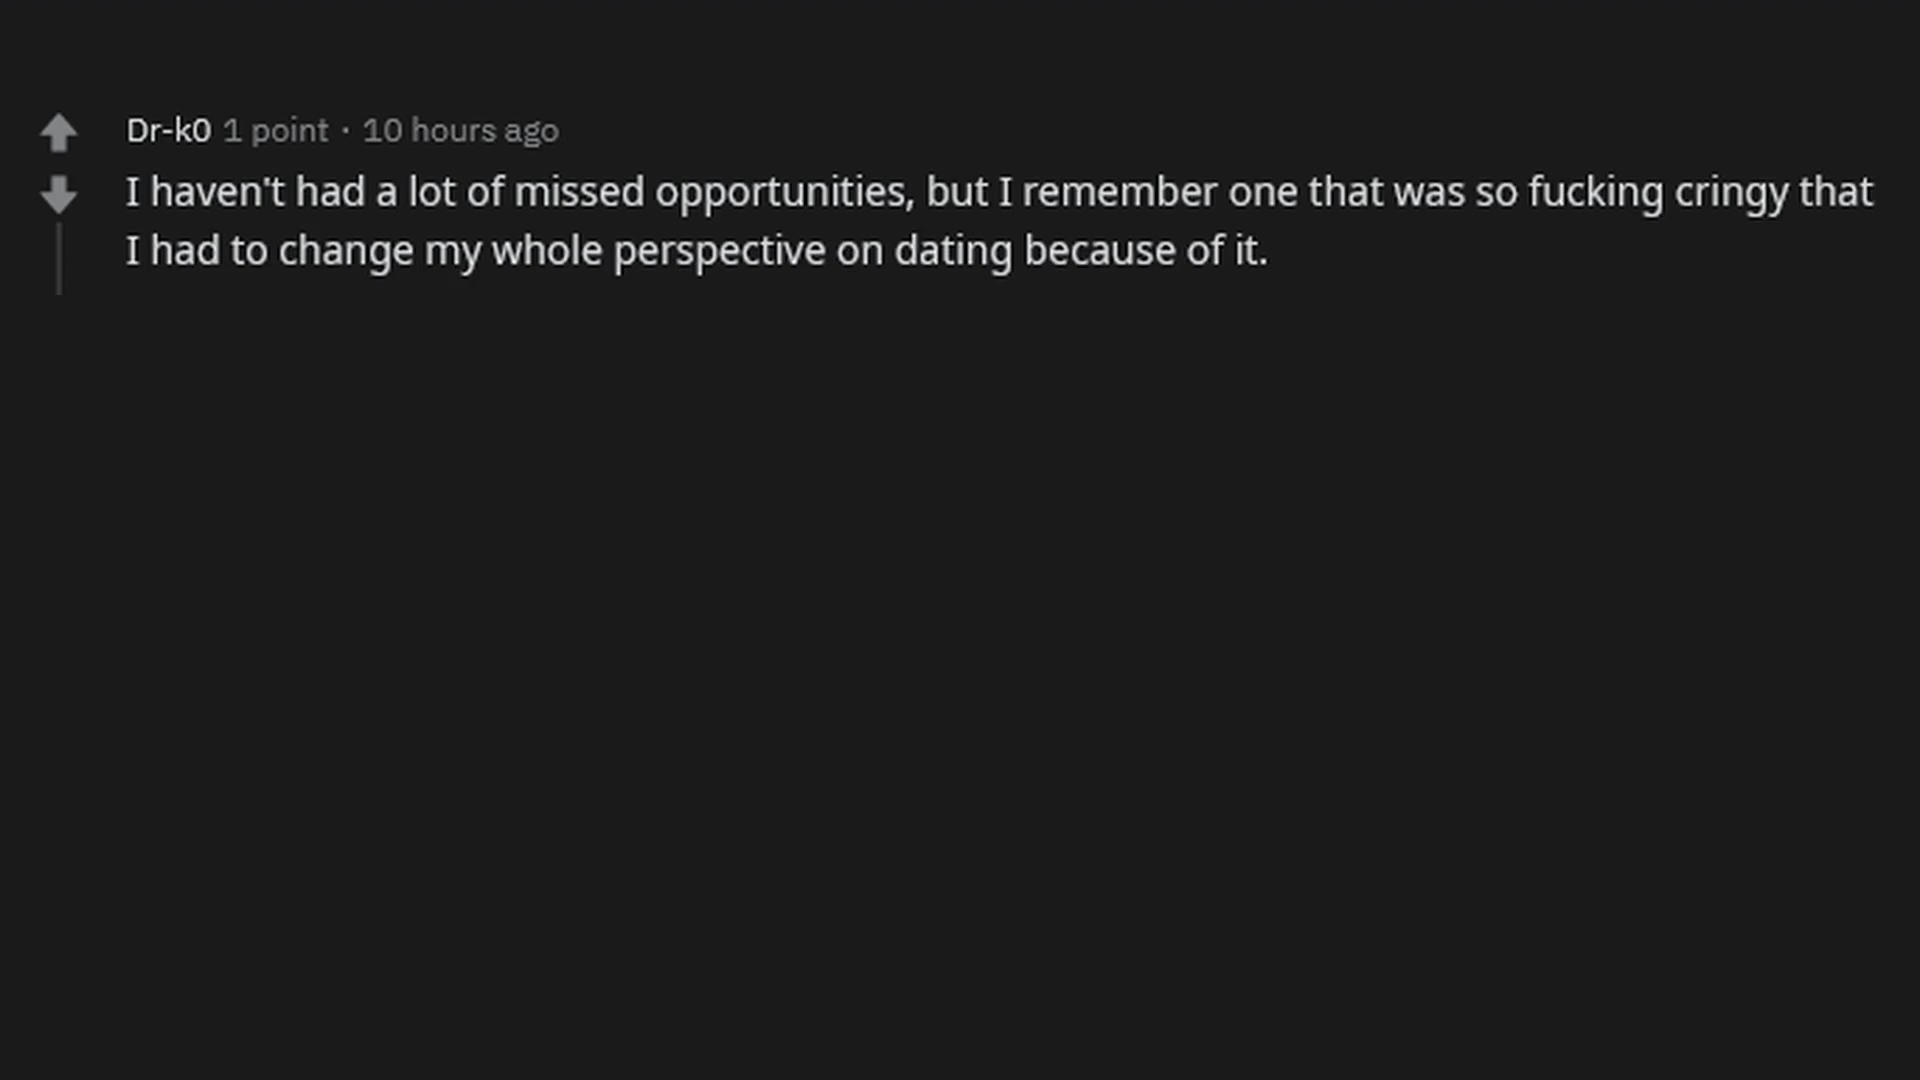 Dr-k0 1 point · 10 hours ago
I haven't had a lot of missed opportunities, but I remember one that was so fucking cringy that
I had to change my whole perspective on dating because of it.